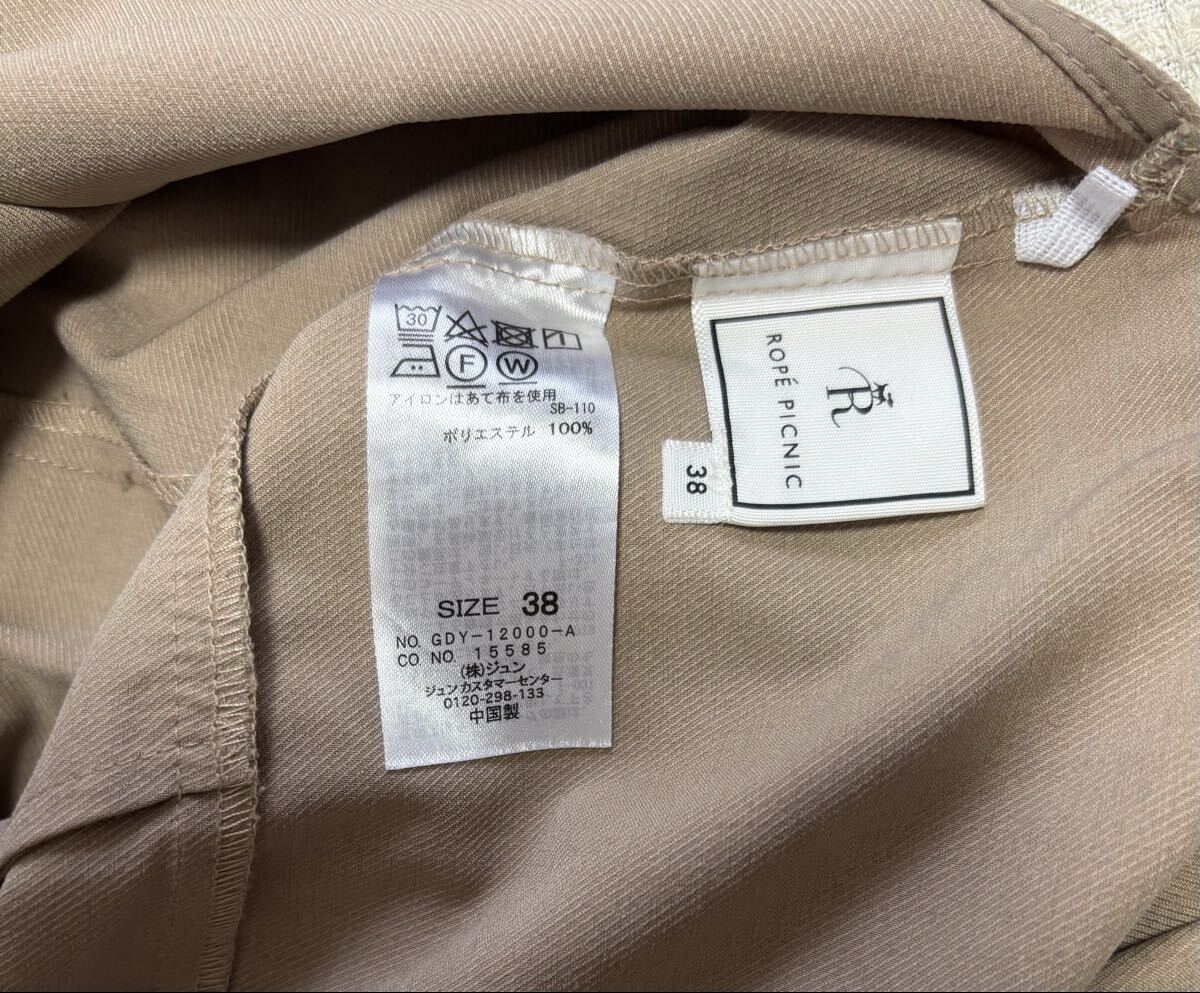 30
F
W
アイロンはあて布を使用
SB-110
ポリエステル 100%
SIZE 38
NO. GDY-12000-A
CO NO. 15585
(株)ジュン
ジュンカスタマーセンター
0120-298-133
中国製
R
ROPÉ PICNIC
38